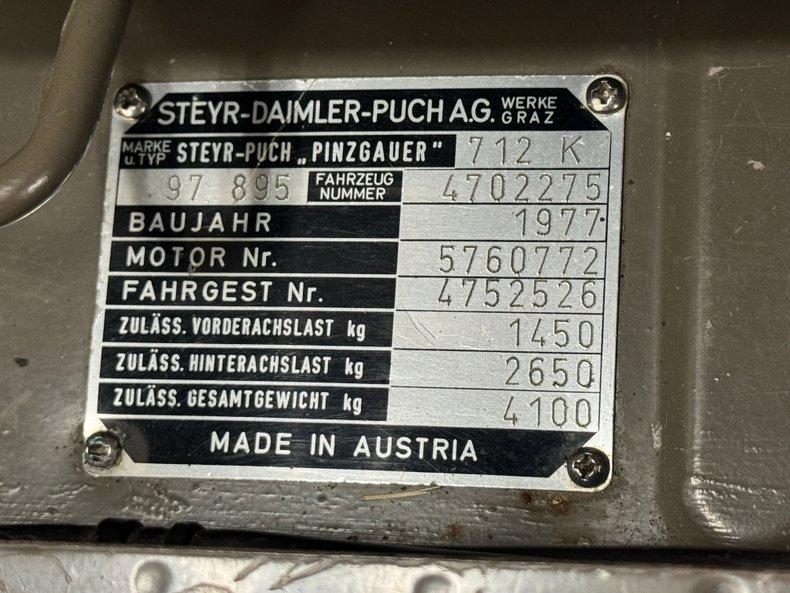 STEYR-DAIMLER-PUCH A.G. WERKE GRAZ
MARKE u. TYP STEYR-PUCH „PINZGAUER" 712 K
97 895 FAHRZEUG NUMMER 4702275
BAUJAHR 1977
MOTOR Nr. 5760772
FAHRGEST Nr. 4752526
ZULÄSS. VORDERACHSLAST kg 1450
ZULÄSS. HINTERACHSLAST kg 2650
ZULÄSS. GESAMTGEWICHT kg 4100
MADE IN AUSTRIA